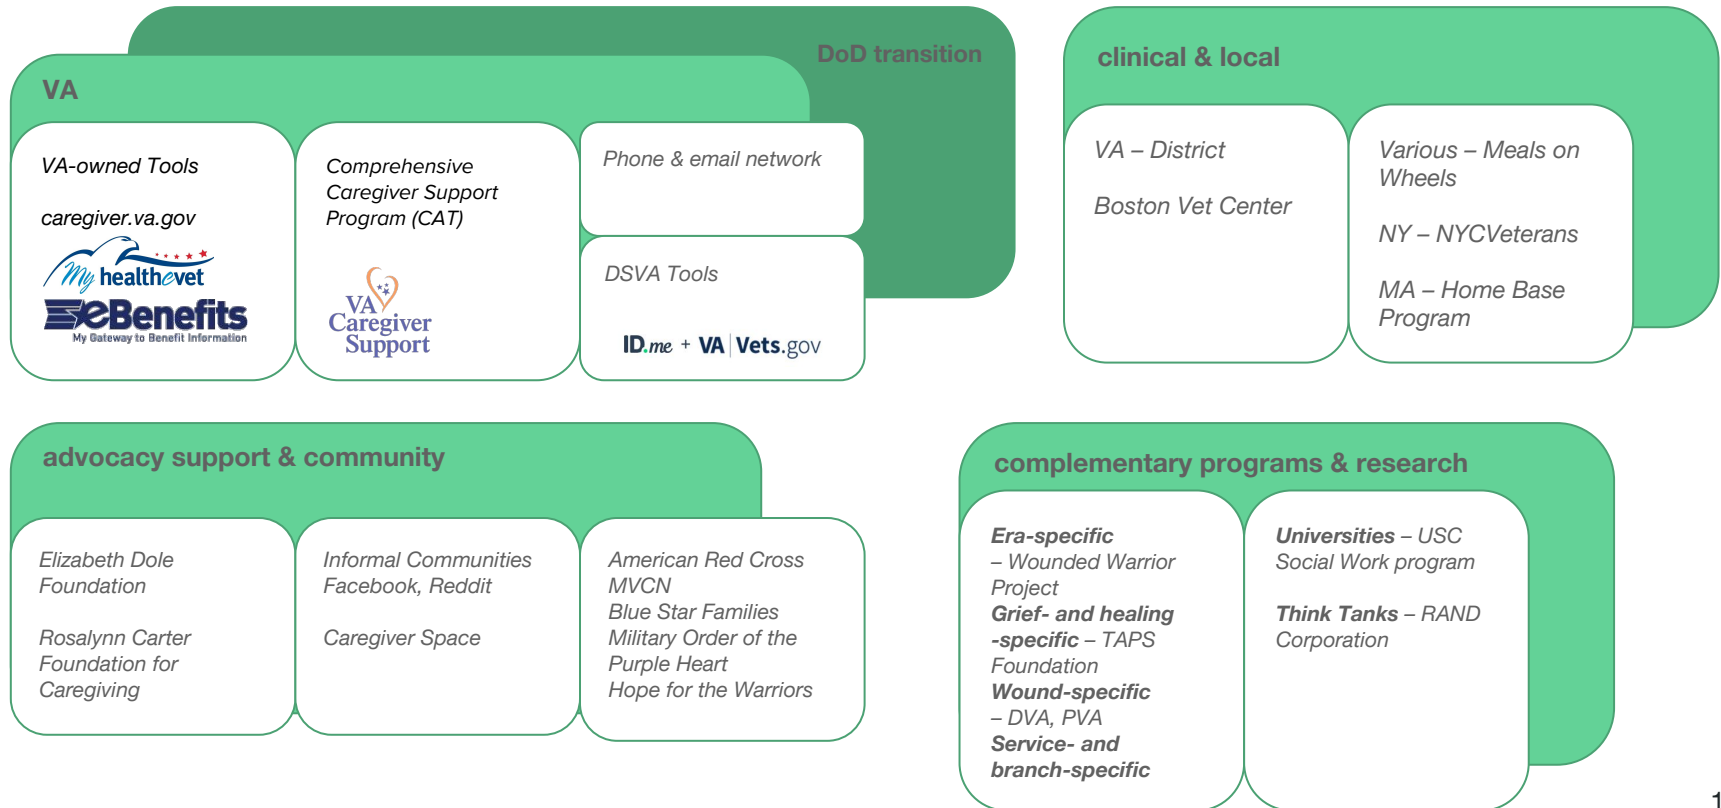 DoD transition
VA
VA-owned Tools
caregiver.va.gov
My healthevet
eBenefits
My Gateway to Benefit Information
Comprehensive
Caregiver Support
Program (CAT)
VA
Caregiver
Support
Phone & email network
DSVA Tools
ID.me + VA | Vets.gov
clinical & local
VA – District
Boston Vet Center
Various – Meals on
Wheels
NY – NYCVeterans
MA – Home Base
Program
advocacy support & community
Elizabeth Dole
Foundation
Rosalynn Carter
Foundation for
Caregiving
Informal Communities
Facebook, Reddit
Caregiver Space
American Red Cross
MVCN
Blue Star Families
Military Order of the
Purple Heart
Hope for the Warriors
complementary programs & research
Era-specific
– Wounded Warrior
Project
Grief- and healing
-specific – TAPS
Foundation
Wound-specific
– DVA, PVA
Service- and
branch-specific
Universities – USC
Social Work program
Think Tanks – RAND
Corporation
1